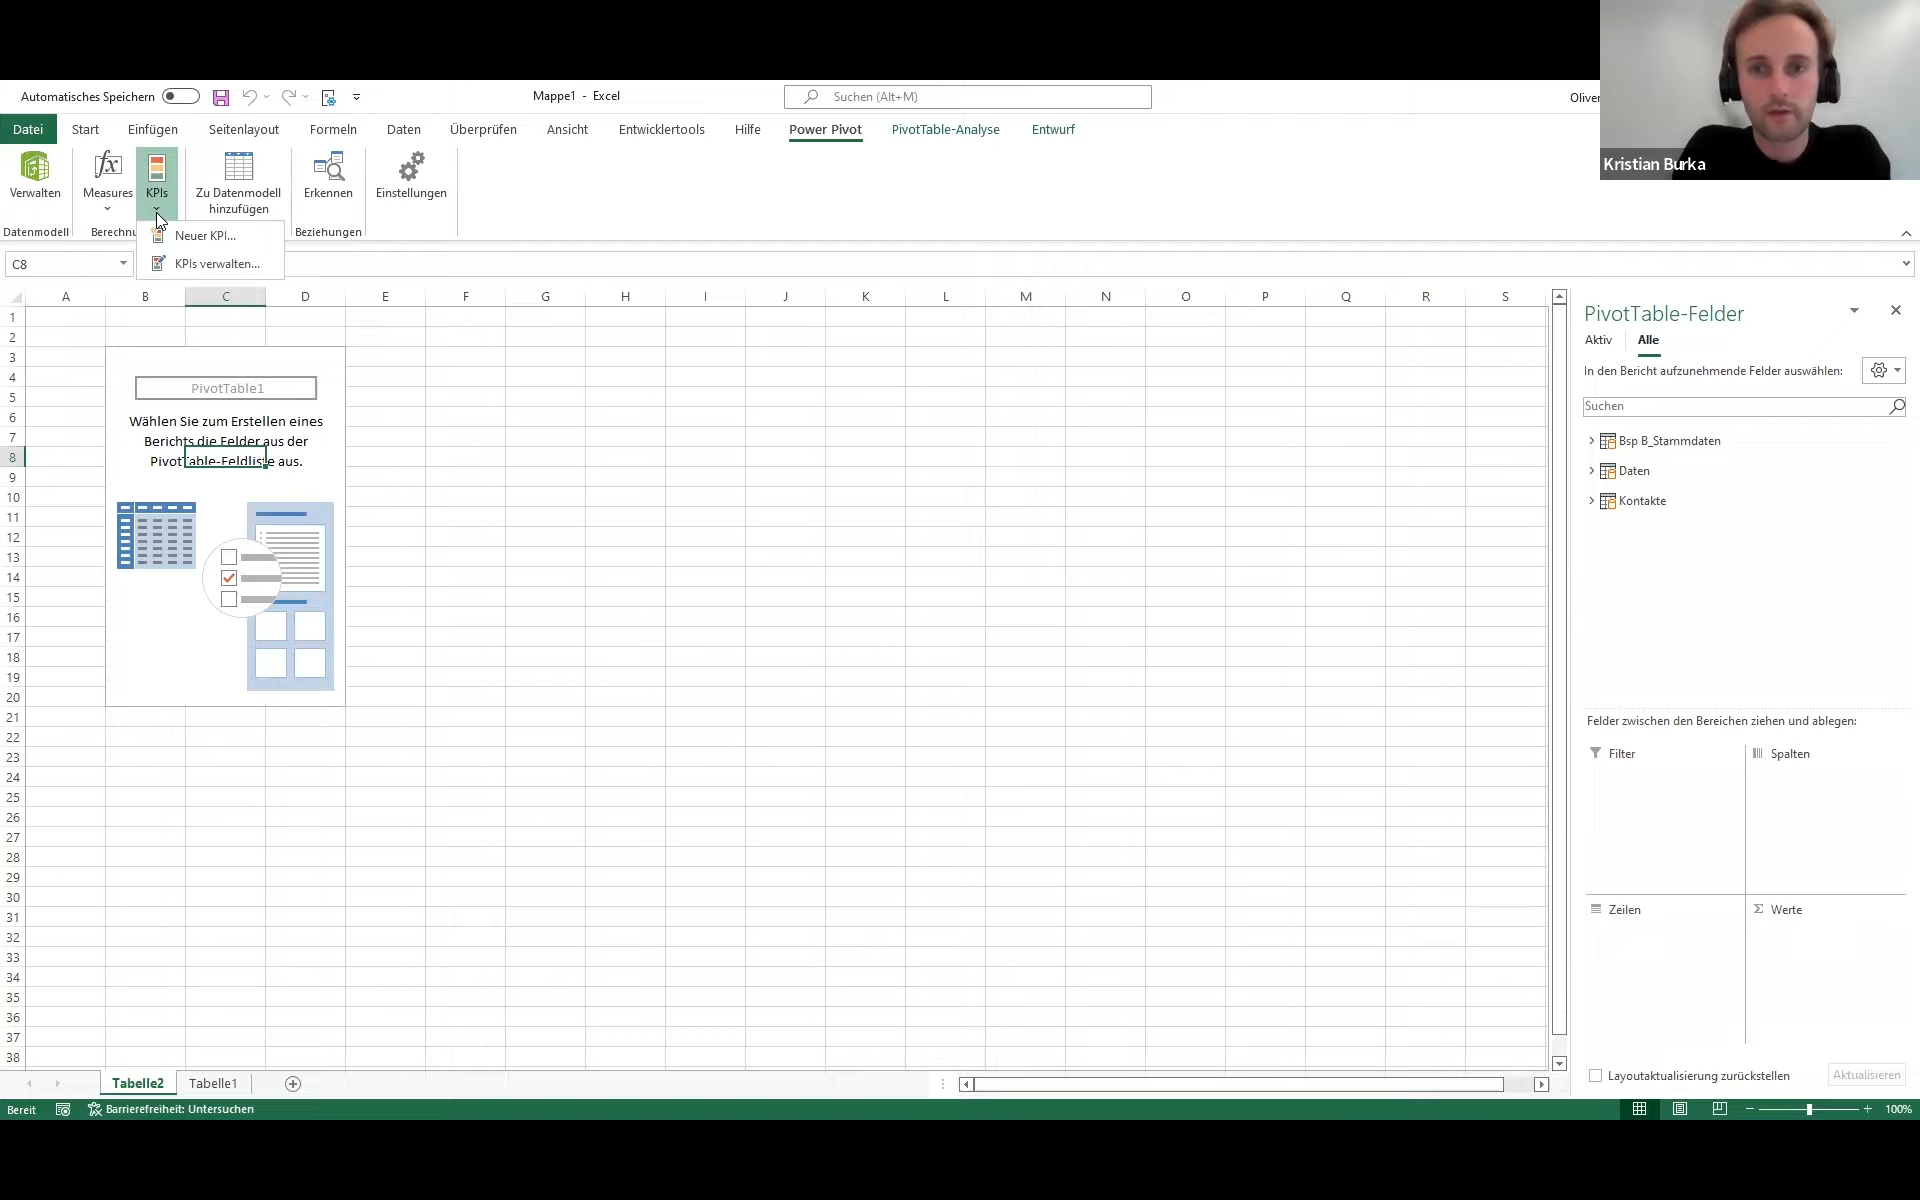 Automatisches Speichern
Mappe1 - Excel
Suchen (Alt+M)
Oliver
Datei Start Einfügen Seitenlayout Formeln Daten Überprüfen Ansicht Entwicklertools Hilfe Power Pivot PivotTable-Analyse Entwurf
Verwalten
Measures
KPIs
Zu Datenmodell
hinzufügen
Erkennen
Einstellungen
Datenmodell
Berechnu
Beziehungen
Neuer KPI...
KPIs verwalten...
Kristian Burka
C8
A B C D E F G H I J K L M N O P Q R S
1
2
3
4
5
6
7
8
9
10
11
12
13
14
15
16
17
18
19
20
21
22
23
24
25
26
27
28
29
30
31
32
33
34
35
36
37
38
PivotTable1
Wählen Sie zum Erstellen eines
Berichts die Felder aus der
PivotTable-Feldliste aus.
PivotTable-Felder
Aktiv Alle
In den Bericht aufzunehmende Felder auswählen:
Suchen
Bsp B_Stammdaten
Daten
Kontakte
Felder zwischen den Bereichen ziehen und ablegen:
Filter
Spalten
Zeilen
Σ Werte
Layoutaktualisierung zurückstellen
Aktualisieren
Tabelle2 Tabelle1
Bereit
Barrierefreiheit: Untersuchen
100%